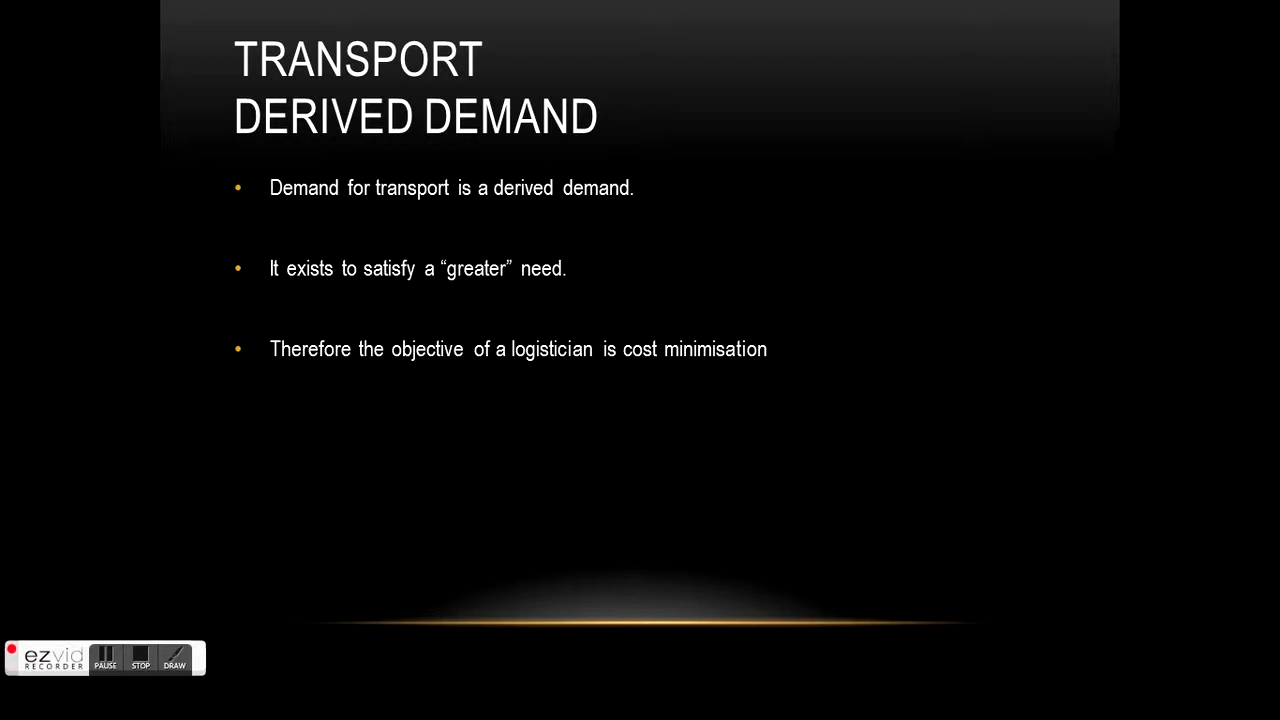 TRANSPORT
DERIVED DEMAND
• Demand for transport is a derived demand.
• It exists to satisfy a “greater” need.
• Therefore the objective of a logistician is cost minimisation
ezvid
RECORDER
PAUSE STOP DRAW